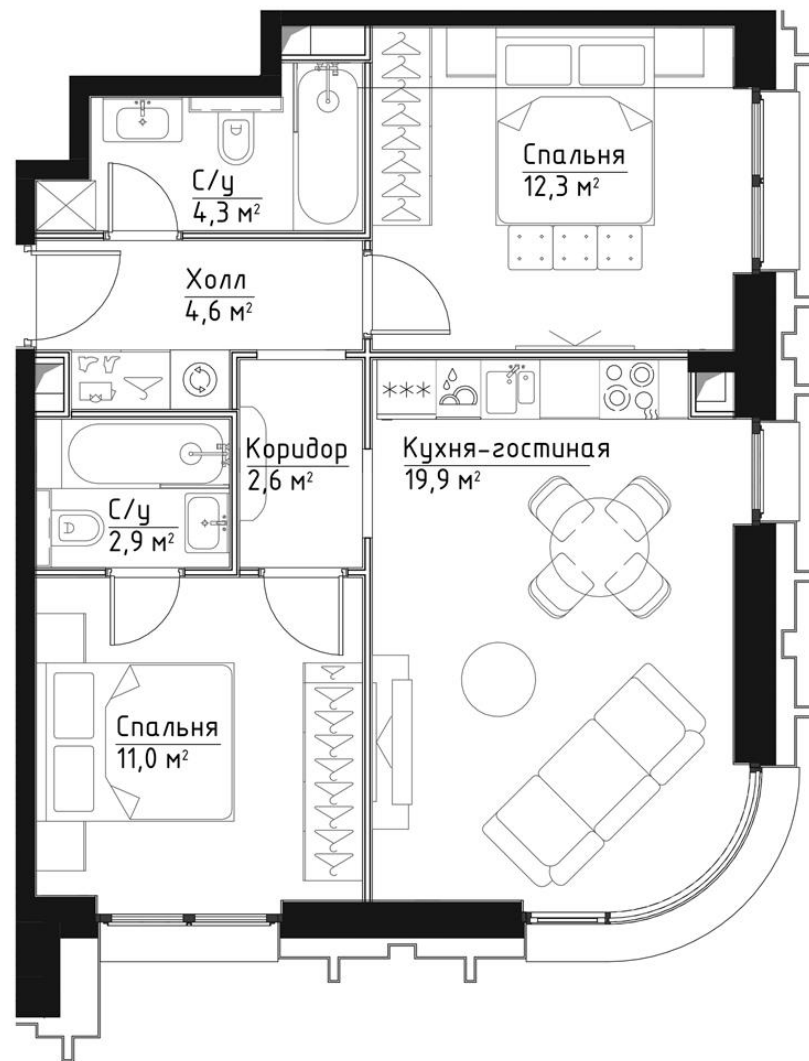 Спальня
12,3 м²
С/у
4,3 м²
Холл
4,6 м²
Коридор
2,6 м²
Кухня-гостиная
19,9 м²
С/у
2,9 м²
Спальня
11,0 м²